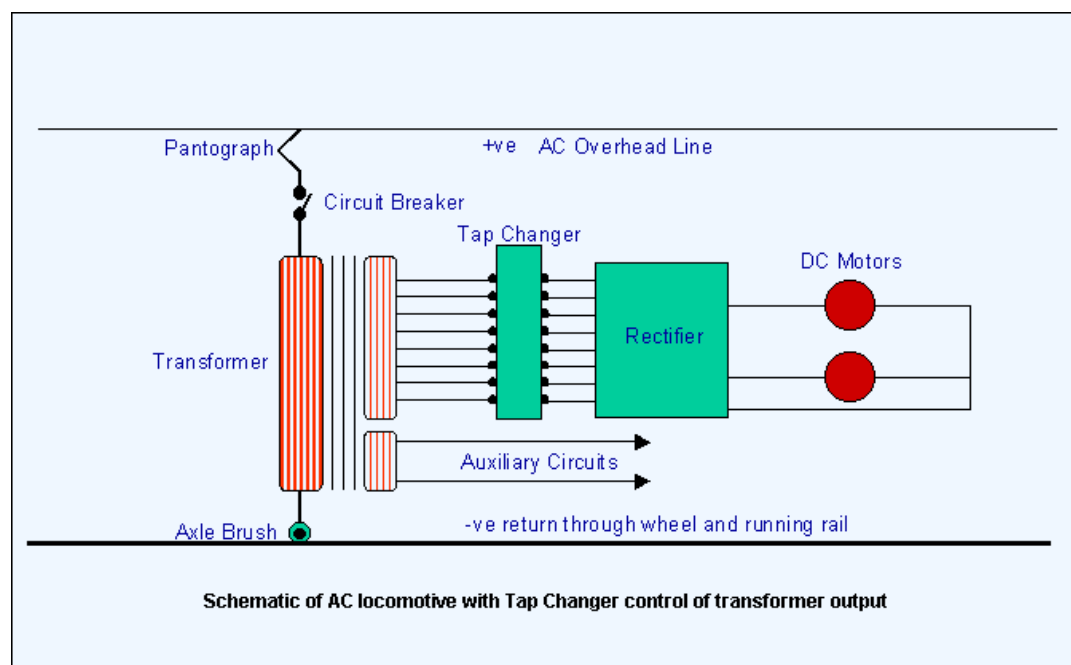 Pantograph
+ve AC Overhead Line
Circuit Breaker
Tap Changer
DC Motors
Transformer
Rectifier
Auxiliary Circuits
Axle Brush
-ve return through wheel and running rail
Schematic of AC locomotive with Tap Changer control of transformer output